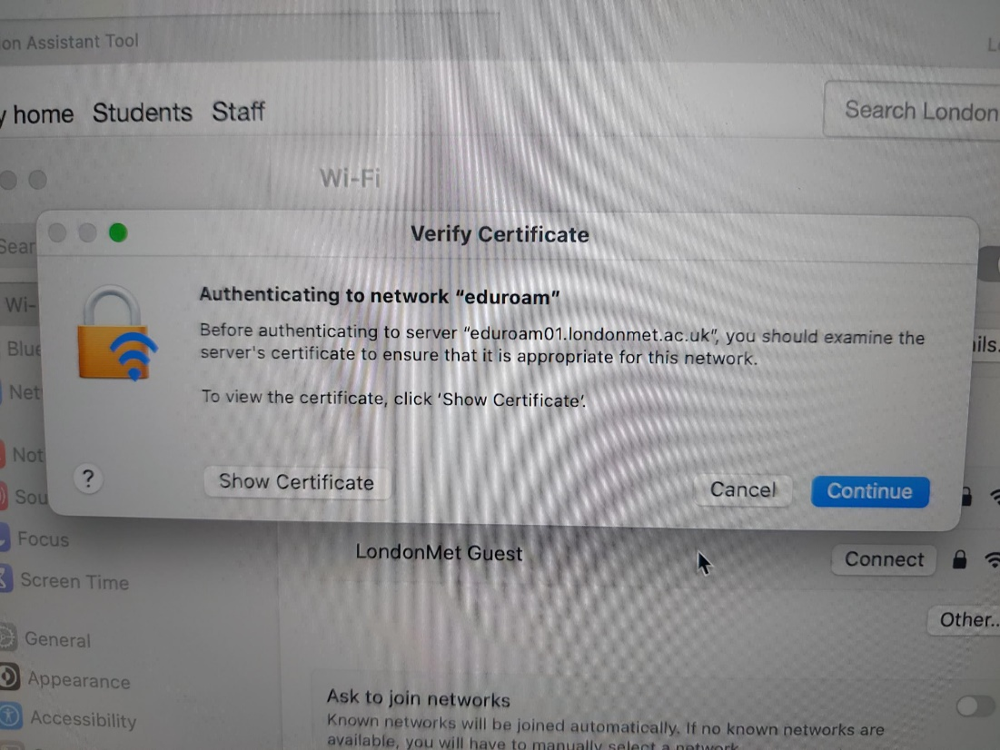 on Assistant Tool
home Students Staff
Search London
Wi-Fi
Verify Certificate
Authenticating to network “eduroam”
Before authenticating to server “eduroam01.londonmet.ac.uk”, you should examine the
server's certificate to ensure that it is appropriate for this network.
To view the certificate, click ‘Show Certificate’.
? Show Certificate Cancel Continue
Sear
Wi-
Blue
Net
Not
Sou
Focus
Screen Time
General
Appearance
Accessibility
ils.
LondonMet Guest Connect
Other...
Ask to join networks
Known networks will be joined automatically. If no known networks are
available, you will have to manually select a network.